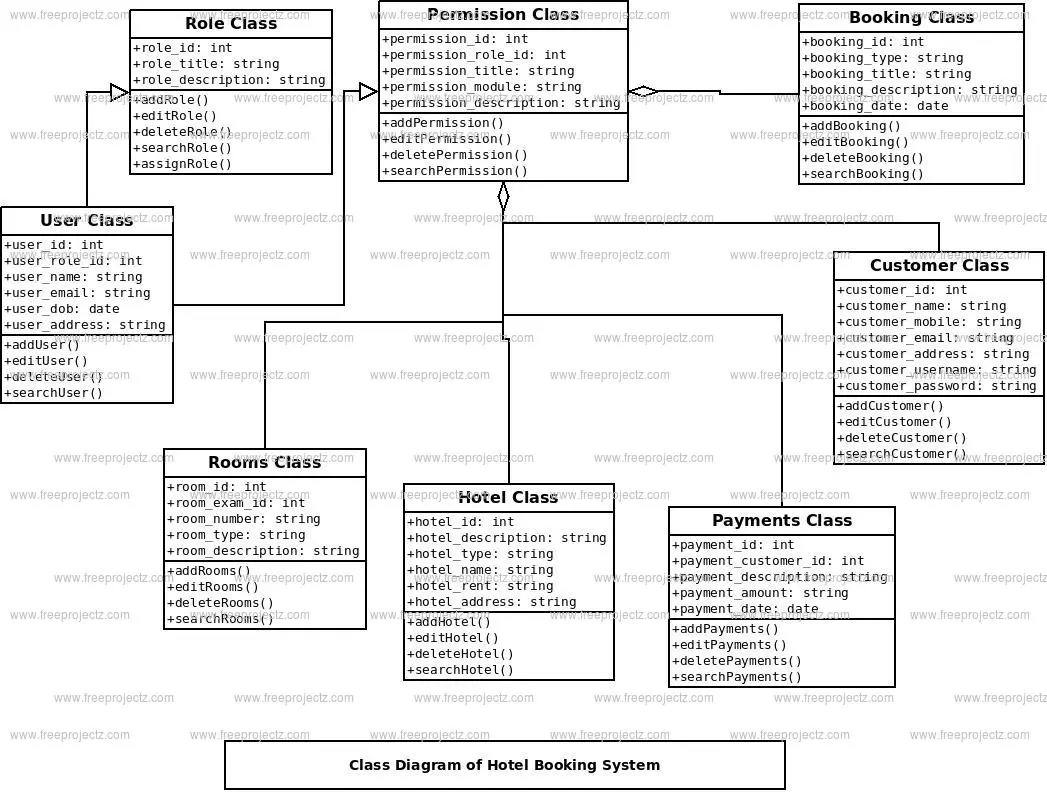 Role Class
+role_id: int
+role_title: string
+role_description: string
+addRole()
+editRole()
+deleteRole()
+searchRole()
+assignRole()
Permission Class
+permission_id: int
+permission_role_id: int
+permission_title: string
+permission_module: string
+permission_description: string
+addPermission()
+editPermission()
+deletePermission()
+searchPermission()
Booking Class
+booking_id: int
+booking_type: string
+booking_title: string
+booking_description: string
+booking_date: date
+addBooking()
+editBooking()
+deleteBooking()
+searchBooking()
User Class
+user_id: int
+user_role_id: int
+user_name: string
+user_email: string
+user_dob: date
+user_address: string
+addUser()
+editUser()
+deleteUser()
+searchUser()
Customer Class
+customer_id: int
+customer_name: string
+customer_mobile: string
+customer_email: string
+customer_address: string
+customer_username: string
+customer_password: string
+addCustomer()
+editCustomer()
+deleteCustomer()
+searchCustomer()
Rooms Class
+room_id: int
+room_exam_id: int
+room_number: string
+room_type: string
+room_description: string
+addRooms()
+editRooms()
+deleteRooms()
+searchRooms()
Hotel Class
+hotel_id: int
+hotel_description: string
+hotel_type: string
+hotel_name: string
+hotel_rent: string
+hotel_address: string
+addHotel()
+editHotel()
+deleteHotel()
+searchHotel()
Payments Class
+payment_id: int
+payment_customer_id: int
+payment_description: string
+payment_amount: string
+payment_date: date
+addPayments()
+editPayments()
+deletePayments()
+searchPayments()
Class Diagram of Hotel Booking System
www.freeprojectz.com